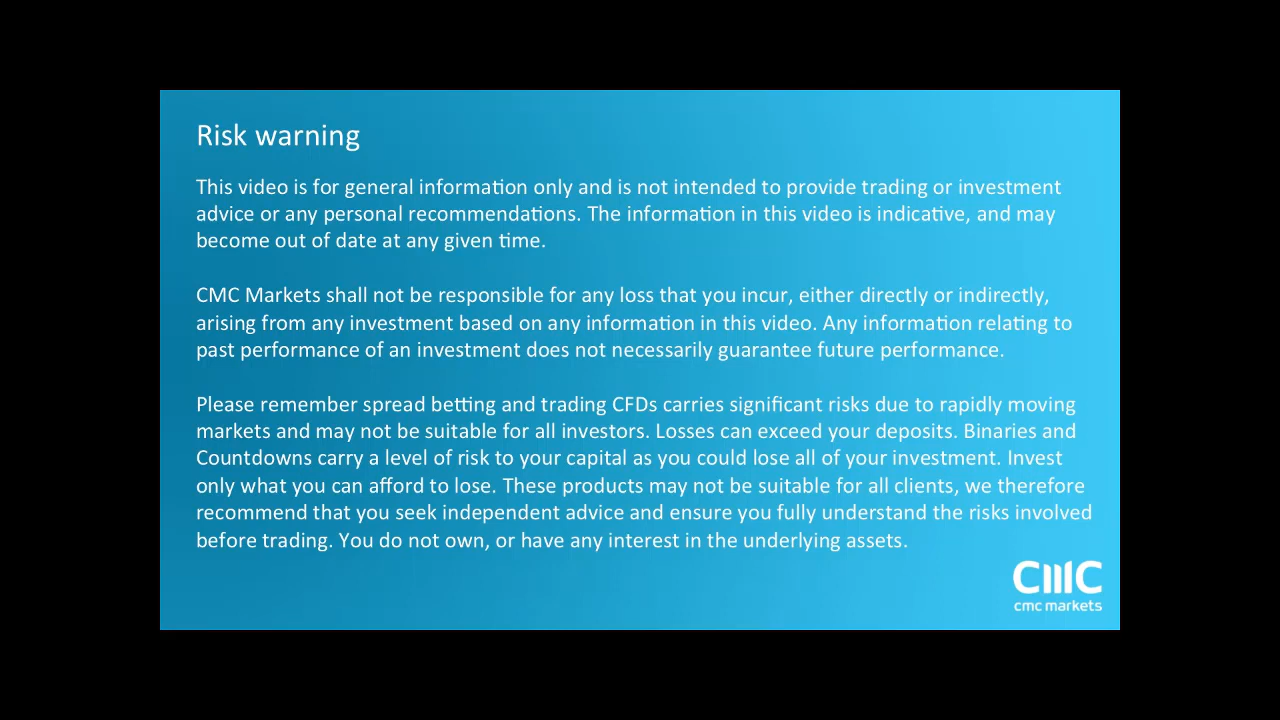 Risk warning
This video is for general information only and is not intended to provide trading or investment
advice or any personal recommendations. The information in this video is indicative, and may
become out of date at any given time.
CMC Markets shall not be responsible for any loss that you incur, either directly or indirectly,
arising from any investment based on any information in this video. Any information relating to
past performance of an investment does not necessarily guarantee future performance.
Please remember spread betting and trading CFDs carries significant risks due to rapidly moving
markets and may not be suitable for all investors. Losses can exceed your deposits. Binaries and
Countdowns carry a level of risk to your capital as you could lose all of your investment. Invest
only what you can afford to lose. These products may not be suitable for all clients, we therefore
recommend that you seek independent advice and ensure you fully understand the risks involved
before trading. You do not own, or have any interest in the underlying assets.
CMC
cmc markets